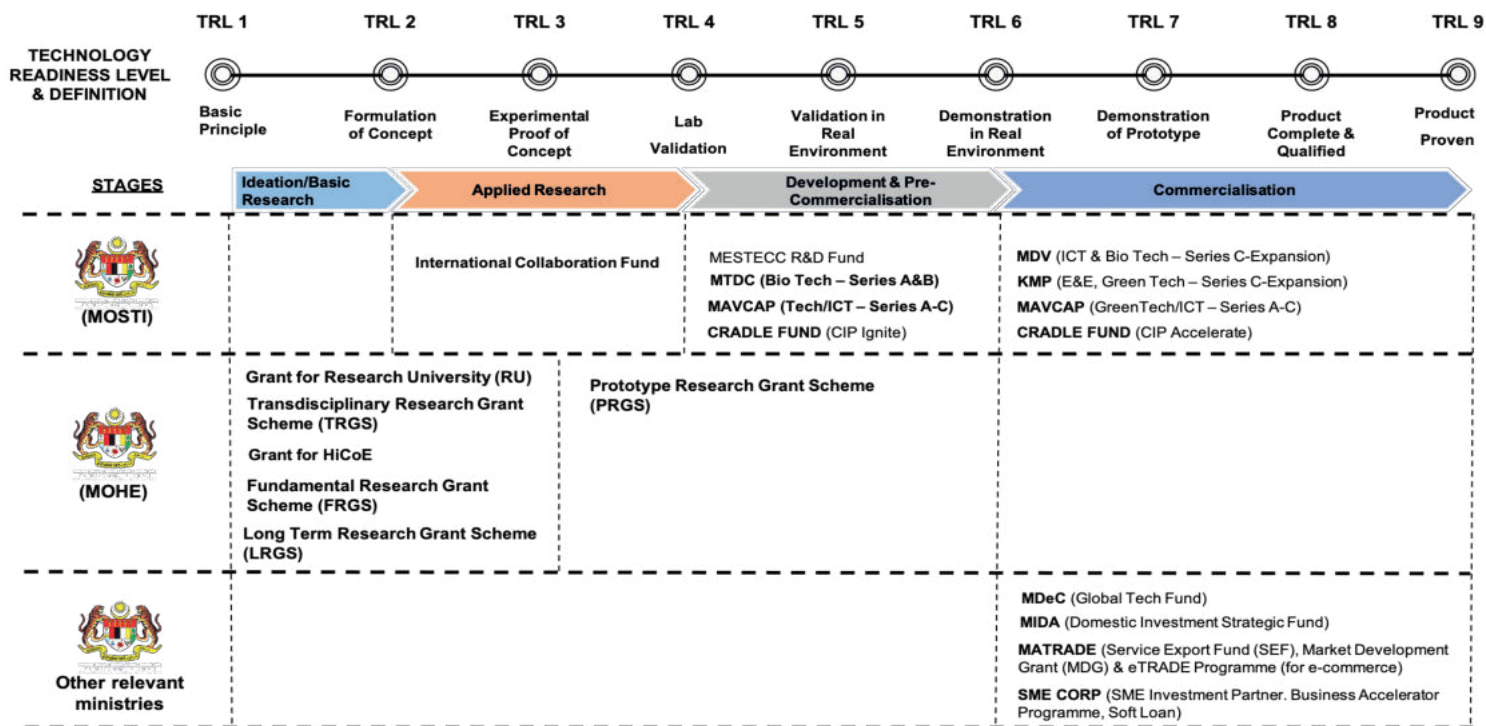 TRL 1
TRL 2
TRL 3
TRL 4
TRL 5
TRL 6
TRL 7
TRL 8
TRL 9
TECHNOLOGY
READINESS LEVEL
& DEFINITION
Basic
Principle
Formulation
of Concept
Experimental
Proof of
Concept
Lab
Validation
Validation in
Real
Environment
Demonstration
in Real
Environment
Demonstration
of Prototype
Product
Complete &
Qualified
Product
Proven
STAGES
Ideation/Basic
Research
Applied Research
Development & Pre-
Commercialisation
Commercialisation
(MOSTI)
International Collaboration Fund
MESTECC R&D Fund
MTDC (Bio Tech – Series A&B)
MAVCAP (Tech/ICT – Series A-C)
CRADLE FUND (CIP Ignite)
MDV (ICT & Bio Tech – Series C-Expansion)
KMP (E&E, Green Tech – Series C-Expansion)
MAVCAP (GreenTech/ICT – Series A-C)
CRADLE FUND (CIP Accelerate)
(MOHE)
Grant for Research University (RU)
Transdisciplinary Research Grant
Scheme (TRGS)
Grant for HiCoE
Fundamental Research Grant
Scheme (FRGS)
Long Term Research Grant Scheme
(LRGS)
Prototype Research Grant Scheme
(PRGS)
Other relevant
ministries
MDeC (Global Tech Fund)
MIDA (Domestic Investment Strategic Fund)
MATRADE (Service Export Fund (SEF), Market Development
Grant (MDG) & eTRADE Programme (for e-commerce)
SME CORP (SME Investment Partner. Business Accelerator
Programme, Soft Loan)